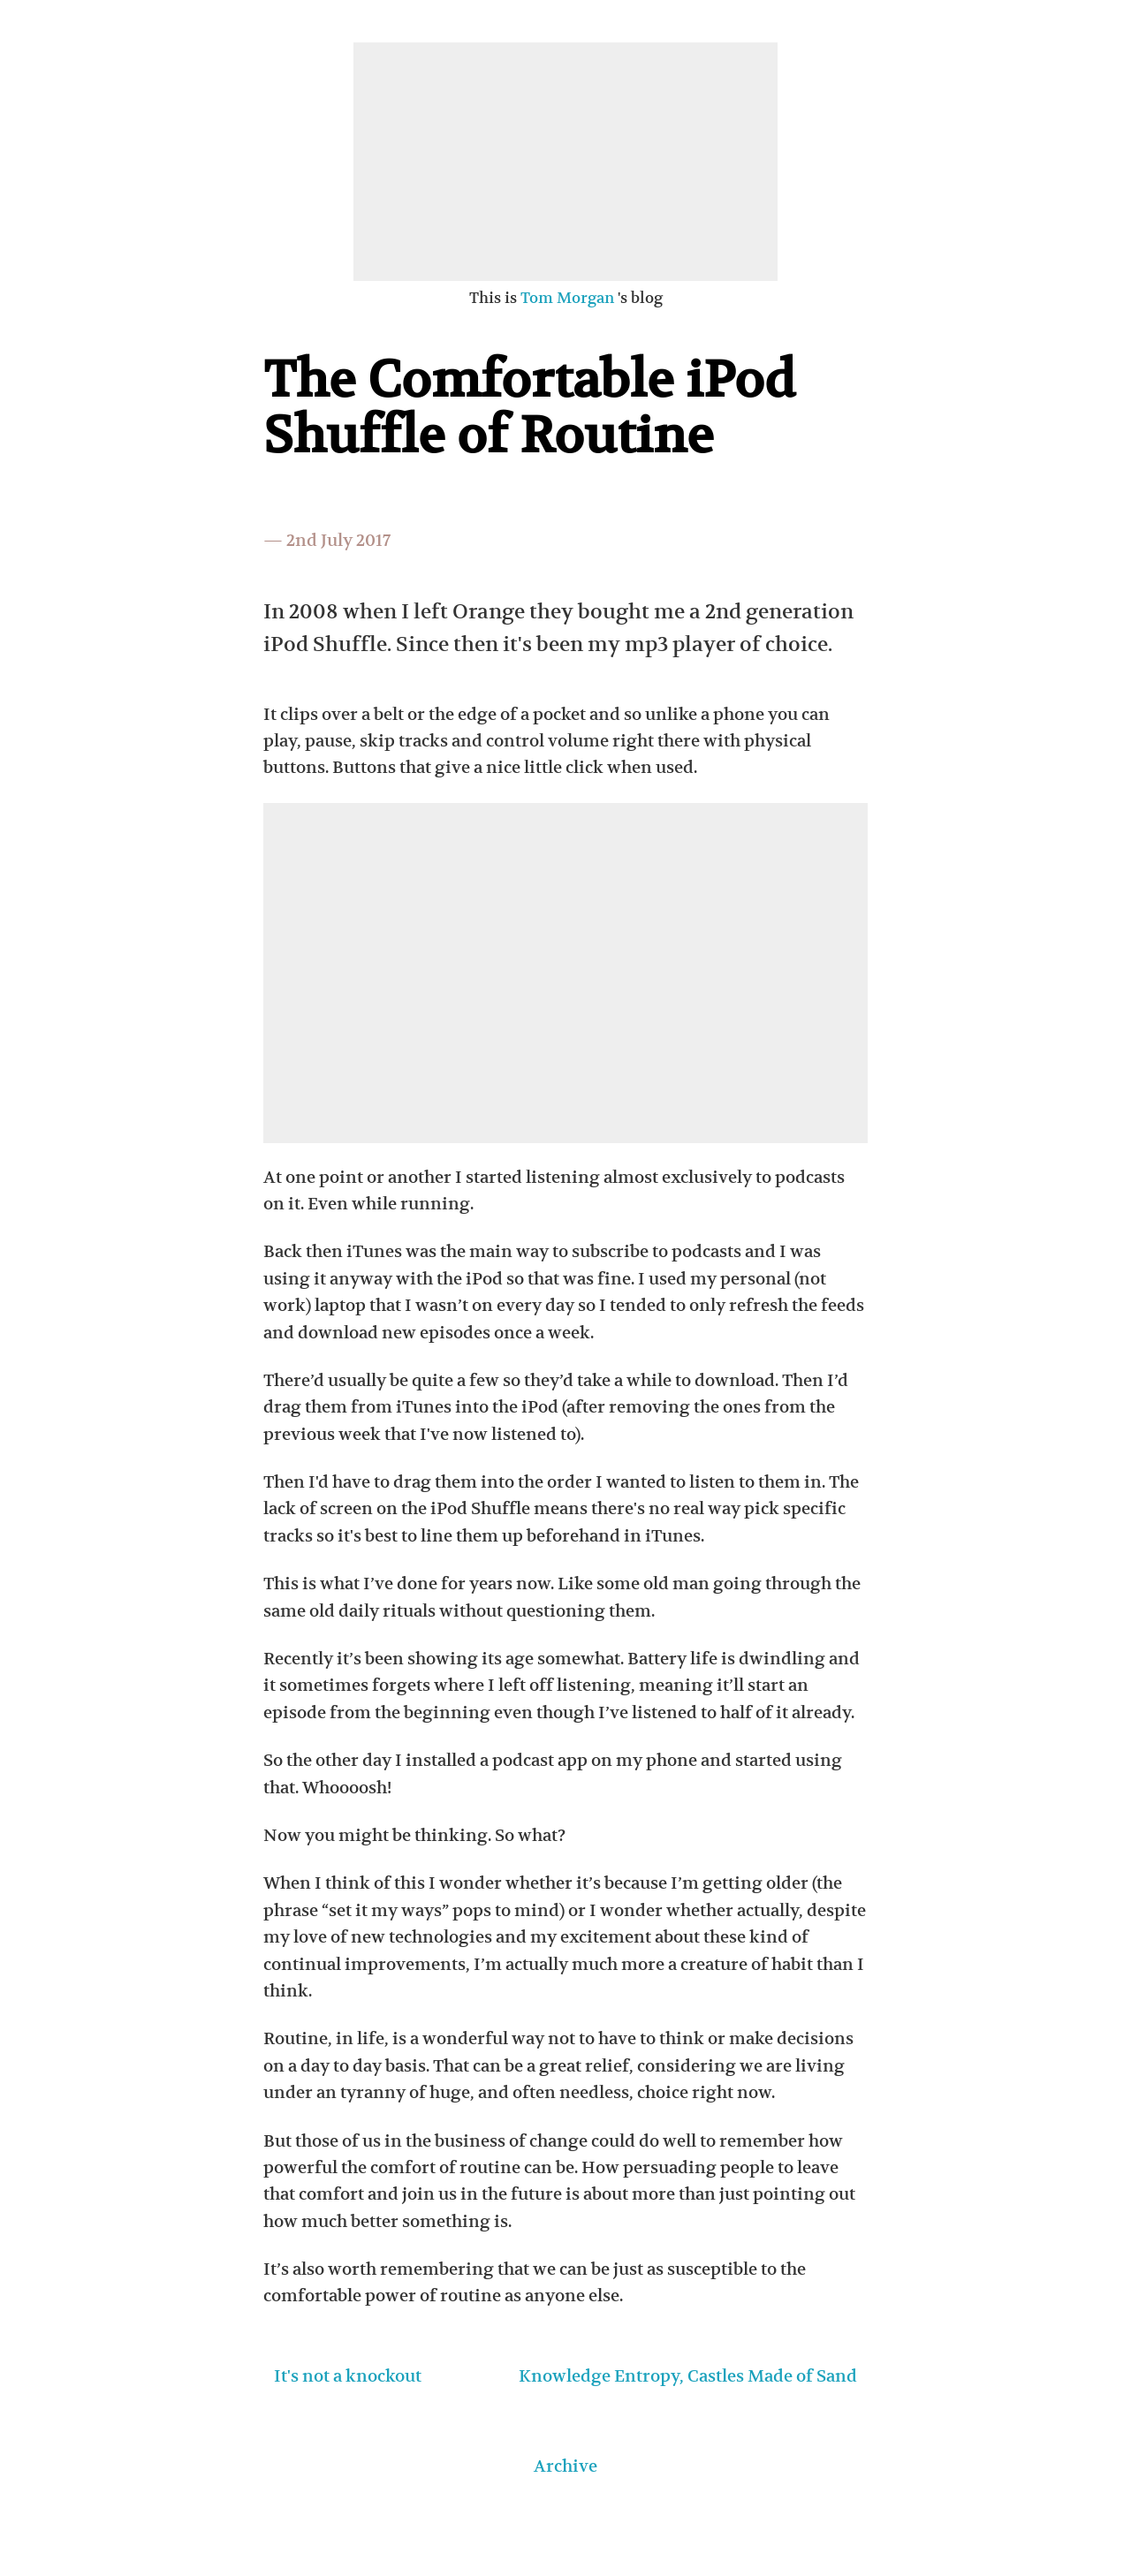 This is Tom Morgan 's blog
The Comfortable iPod
Shuffle of Routine
— 2nd July 2017
In 2008 when I left Orange they bought me a 2nd generation
iPod Shuffle. Since then it's been my mp3 player of choice.
It clips over a belt or the edge of a pocket and so unlike a phone you can
play, pause, skip tracks and control volume right there with physical
buttons. Buttons that give a nice little click when used.
At one point or another I started listening almost exclusively to podcasts
on it. Even while running.
Back then iTunes was the main way to subscribe to podcasts and I was
using it anyway with the iPod so that was fine. I used my personal (not
work) laptop that I wasn’t on every day so I tended to only refresh the feeds
and download new episodes once a week.
There’d usually be quite a few so they’d take a while to download. Then I’d
drag them from iTunes into the iPod (after removing the ones from the
previous week that I've now listened to).
Then I'd have to drag them into the order I wanted to listen to them in. The
lack of screen on the iPod Shuffle means there's no real way pick specific
tracks so it's best to line them up beforehand in iTunes.
This is what I’ve done for years now. Like some old man going through the
same old daily rituals without questioning them.
Recently it’s been showing its age somewhat. Battery life is dwindling and
it sometimes forgets where I left off listening, meaning it’ll start an
episode from the beginning even though I’ve listened to half of it already.
So the other day I installed a podcast app on my phone and started using
that. Whoooosh!
Now you might be thinking. So what?
When I think of this I wonder whether it’s because I’m getting older (the
phrase “set it my ways” pops to mind) or I wonder whether actually, despite
my love of new technologies and my excitement about these kind of
continual improvements, I’m actually much more a creature of habit than I
think.
Routine, in life, is a wonderful way not to have to think or make decisions
on a day to day basis. That can be a great relief, considering we are living
under an tyranny of huge, and often needless, choice right now.
But those of us in the business of change could do well to remember how
powerful the comfort of routine can be. How persuading people to leave
that comfort and join us in the future is about more than just pointing out
how much better something is.
It’s also worth remembering that we can be just as susceptible to the
comfortable power of routine as anyone else.
It's not a knockout
Knowledge Entropy, Castles Made of Sand
Archive